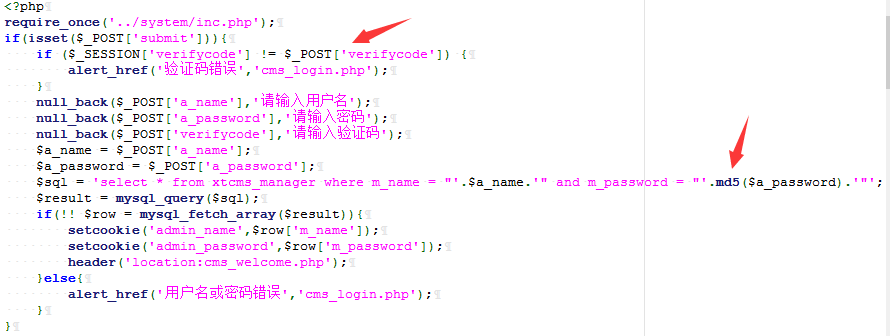 <?php
require_once('../system/inc.php');
if(isset($_POST['submit'])){
if ($_SESSION['verifycode'] != $_POST['verifycode']) {
alert_href('验证码错误','cms_login.php');
}
null_back($_POST['a_name'],'请输入用户名');
null_back($_POST['a_password'],'请输入密码');
null_back($_POST['verifycode'],'请输入验证码');
$a_name = $_POST['a_name'];
$a_password = $_POST['a_password'];
$sql = 'select * from xtcms_manager where m_name = "'.$a_name.'" and m_password = "'.md5($a_password).'"';
$result = mysql_query($sql);
if(!! $row = mysql_fetch_array($result)){
setcookie('admin_name',$row['m_name']);
setcookie('admin_password',$row['m_password']);
header('location:cms_welcome.php');
}else{
alert_href('用户名或密码错误','cms_login.php');
}
}